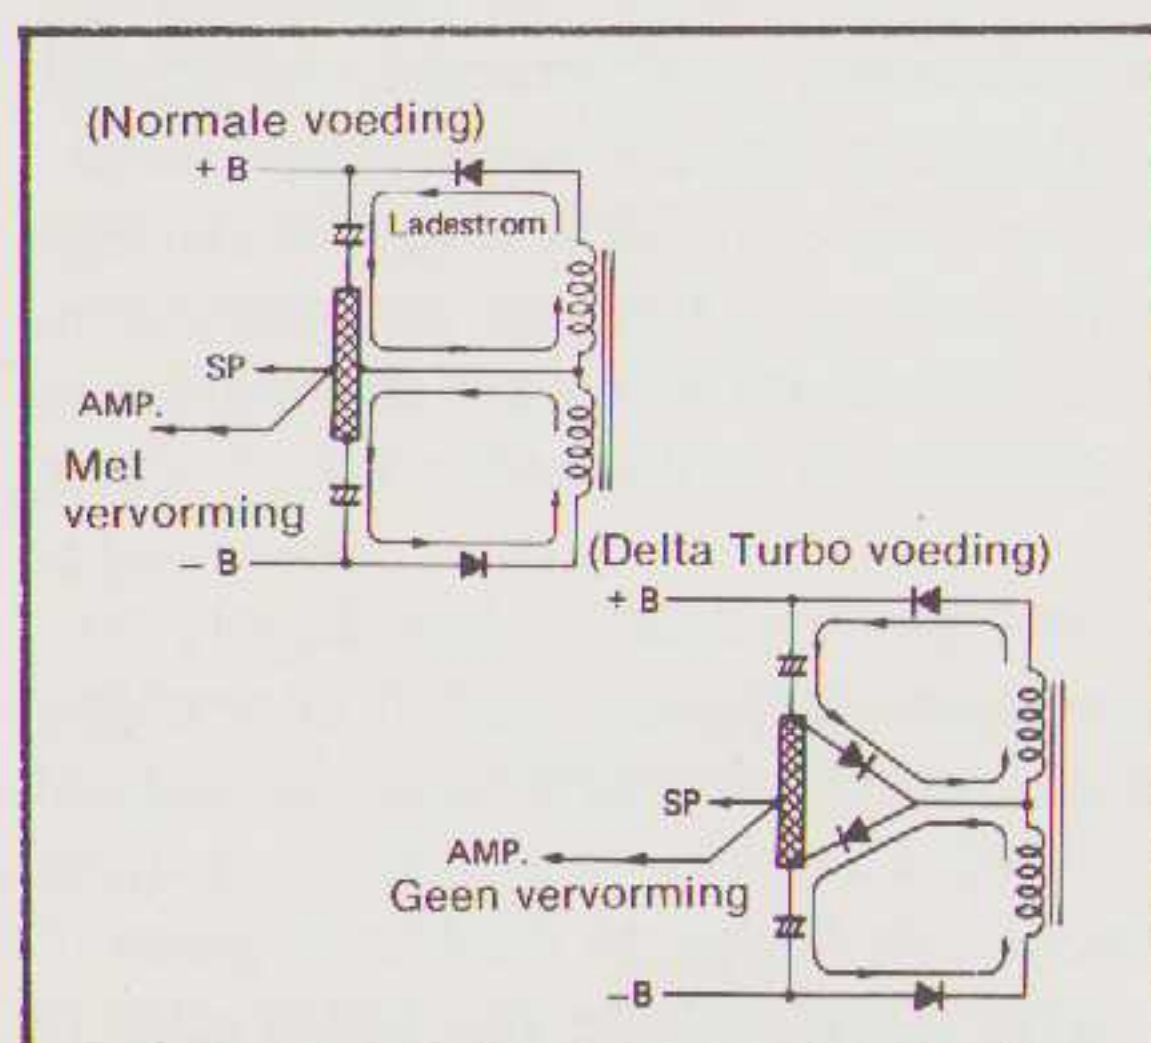 (Normale voeding)
+ B
Ladestrom
SP
AMP.
Met
vervorming
– B
(Delta Turbo voeding)
+ B
SP
AMP.
Geen vervorming
–B